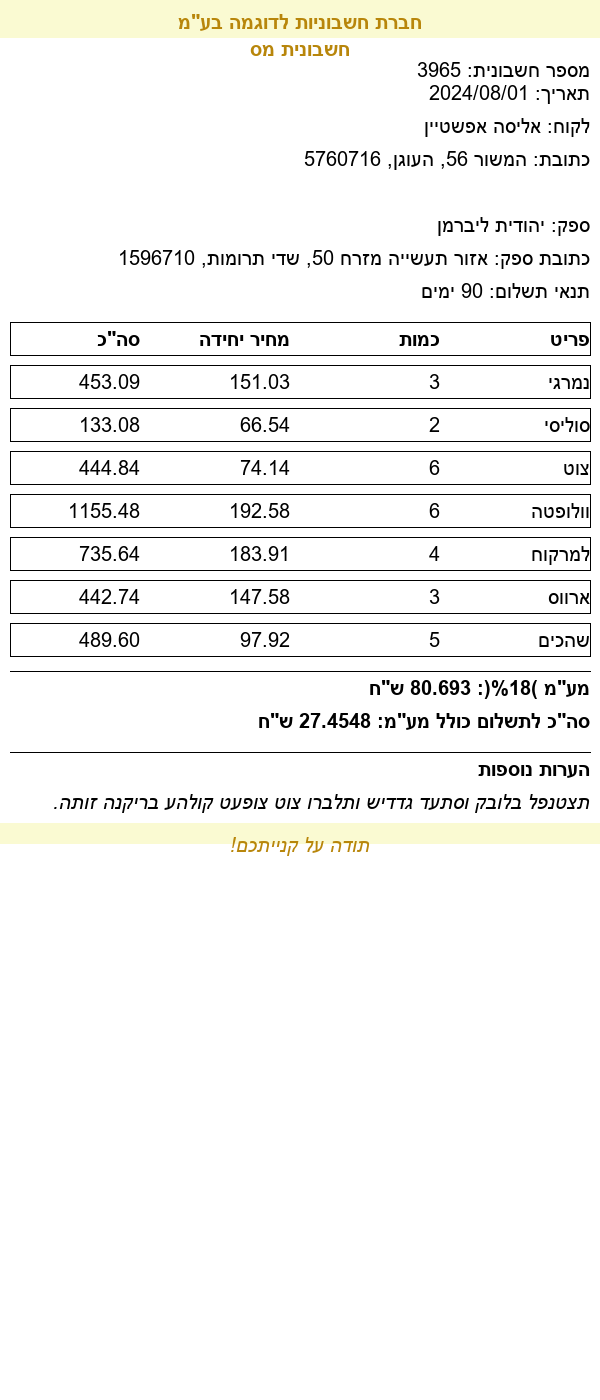 חברת חשבוניות לדוגמה בע"מ
חשבונית מס
מספר חשבונית: 3965
תאריך: 2024/08/01
לקוח: אליסה אפשטיין
כתובת: המשור 56, העוגן, 5760716
ספק: יהודית ליברמן
כתובת ספק: אזור תעשייה מזרח 50, שדי תרומות, 1596710
תנאי תשלום: 90 ימים
פריט כמות מחיר יחידה סה"כ
נמרגי 3 151.03 453.09
סוליסי 2 66.54 133.08
צוט 6 74.14 444.84
וולופטה 6 192.58 1155.48
למרקוח 4 183.91 735.64
ארווס 3 147.58 442.74
שהכים 5 97.92 489.60
מע"מ )18%(: 80.693 ש"ח
סה"כ לתשלום כולל מע"מ: 27.4548 ש"ח
הערות נוספות
תצטנפל בלובק וסתעד גדדיש ותלברו צוט צופעט קולהע בריקנה זותה.
תודה על קנייתכם!